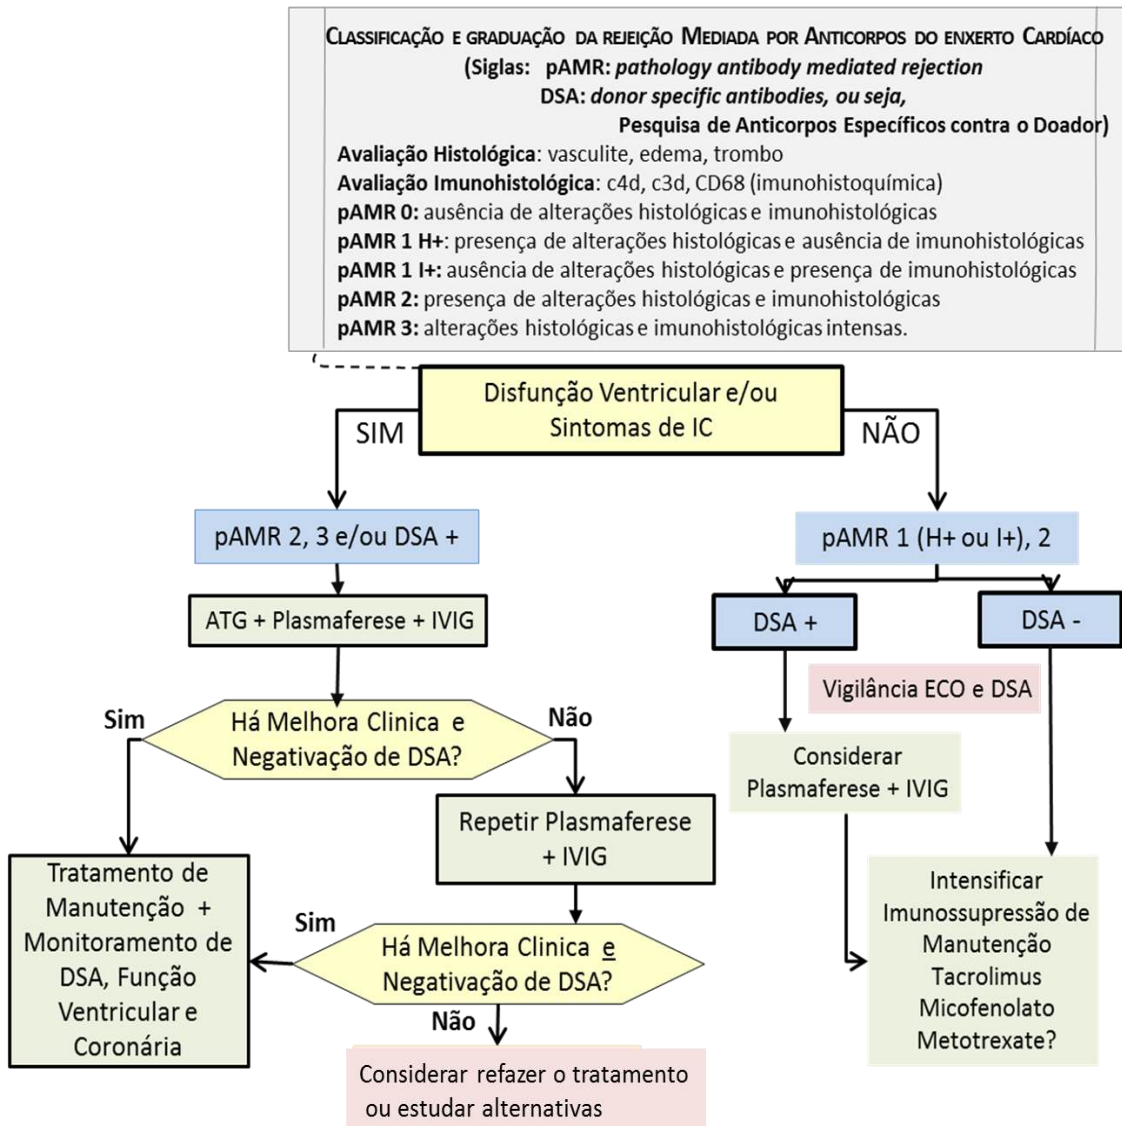 CLASSIFICAÇÃO E GRADUAÇÃO DA REJEIÇÃO MEDIADA POR ANTICORPOS DO ENXERTO CARDÍACO
(Siglas: pAMR: pathology antibody mediated rejection
DSA: donor specific antibodies, ou seja,
Pesquisa de Anticorpos Específicos contra o Doador)
Avaliação Histológica: vasculite, edema, trombo
Avaliação Imunohistológica: c4d, c3d, CD68 (imunohistoquímica)
pAMR 0: ausência de alterações histológicas e imunohistológicas
pAMR 1 H+: presença de alterações histológicas e ausência de imunohistológicas
pAMR 1 I+: ausência de alterações histológicas e presença de imunohistológicas
pAMR 2: presença de alterações histológicas e imunohistológicas
pAMR 3: alterações histológicas e imunohistológicas intensas.
Disfunção Ventricular e/ou
Sintomas de IC
SIM
NÃO
pAMR 2, 3 e/ou DSA +
pAMR 1 (H+ ou I+), 2
ATG + Plasmaferese + IVIG
DSA +
DSA -
Vigilância ECO e DSA
Sim
Há Melhora Clinica e
Negativação de DSA?
Não
Considerar
Plasmaferese + IVIG
Repetir Plasmaferese
+ IVIG
Tratamento de
Manutenção +
Monitoramento de
DSA, Função
Ventricular e
Coronária
Sim
Há Melhora Clinica e
Negativação de DSA?
Não
Intensificar
Imunossupressão de
Manutenção
Tacrolimus
Micofenolato
Metotrexate?
Considerar refazer o tratamento
ou estudar alternativas